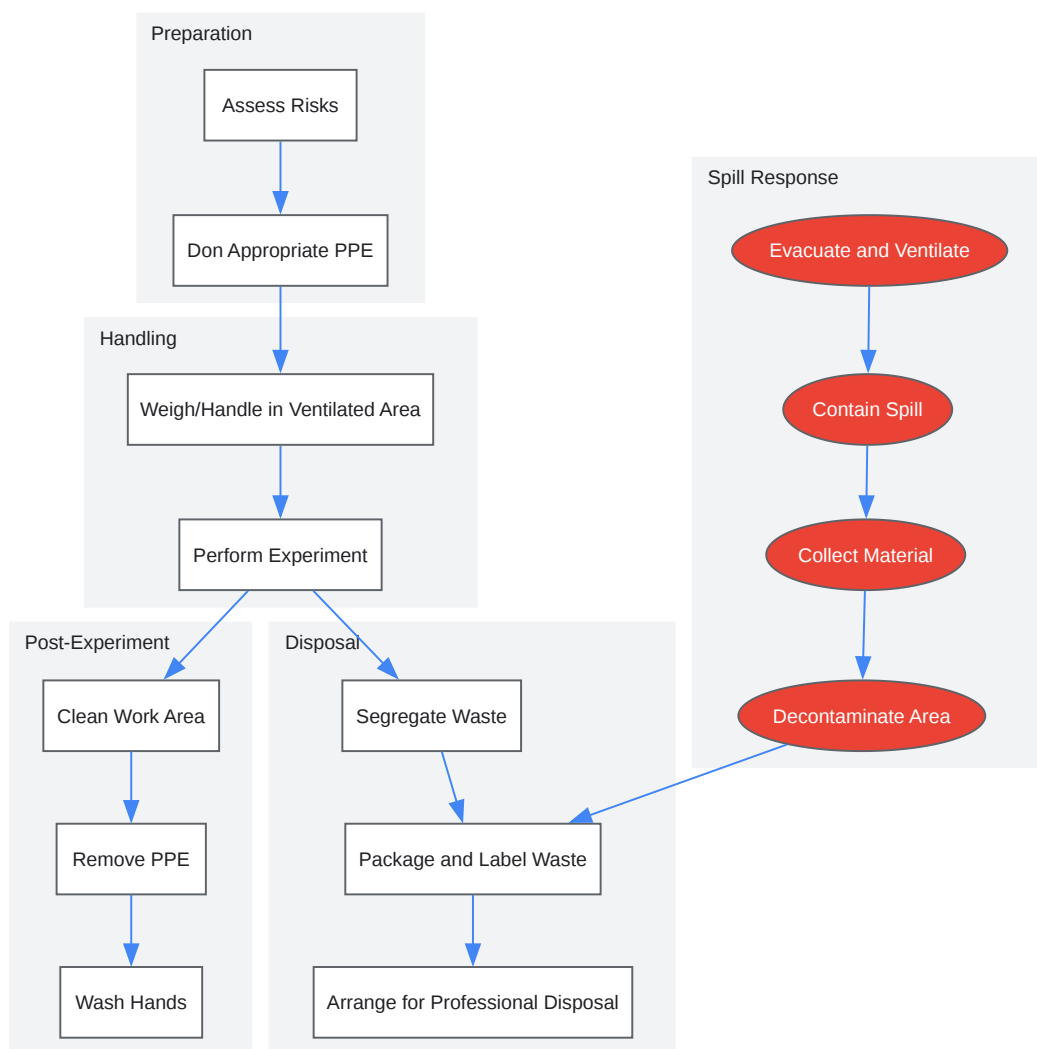 Preparation
Assess Risks
Don Appropriate PPE
Handling
Weigh/Handle in Ventilated Area
Perform Experiment
Post-Experiment
Clean Work Area
Remove PPE
Wash Hands
Disposal
Segregate Waste
Package and Label Waste
Arrange for Professional Disposal
Spill Response
Evacuate and Ventilate
Contain Spill
Collect Material
Decontaminate Area